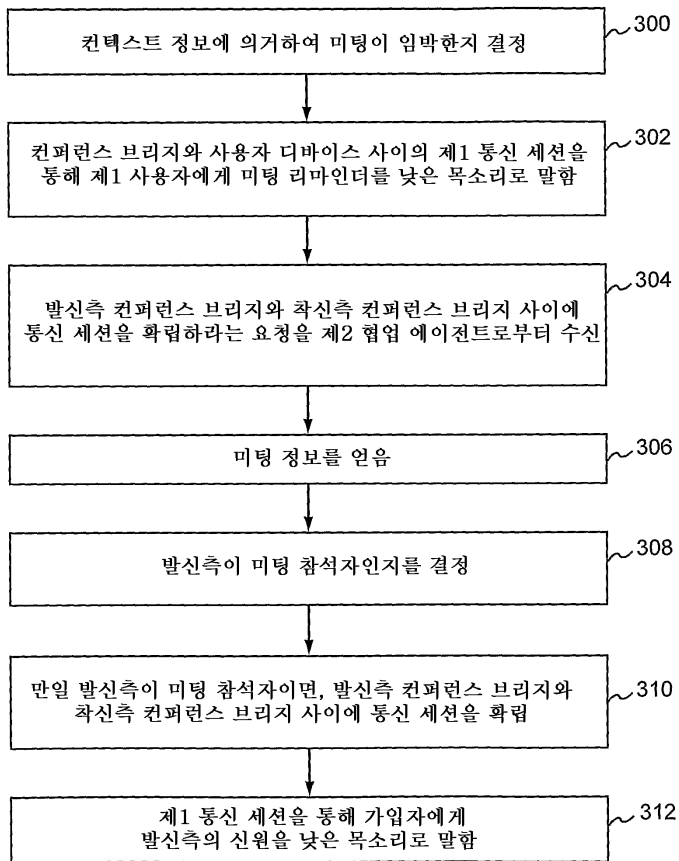 컨텍스트 정보에 의거하여 미팅이 임박한지 결정
300
컨퍼런스 브리지와 사용자 디바이스 사이의 제1 통신 세션을
통해 제1 사용자에게 미팅 리마인더를 낮은 목소리로 말함
302
발신측 컨퍼런스 브리지와 착신측 컨퍼런스 브리지 사이에
통신 세션을 확립하라는 요청을 제2 협업 에이전트로부터 수신
304
미팅 정보를 얻음
306
발신측이 미팅 참석자인지를 결정
308
만일 발신측이 미팅 참석자이면, 발신측 컨퍼런스 브리지와
착신측 컨퍼런스 브리지 사이에 통신 세션을 확립
310
제1 통신 세션을 통해 가입자에게
발신측의 신원을 낮은 목소리로 말함
312